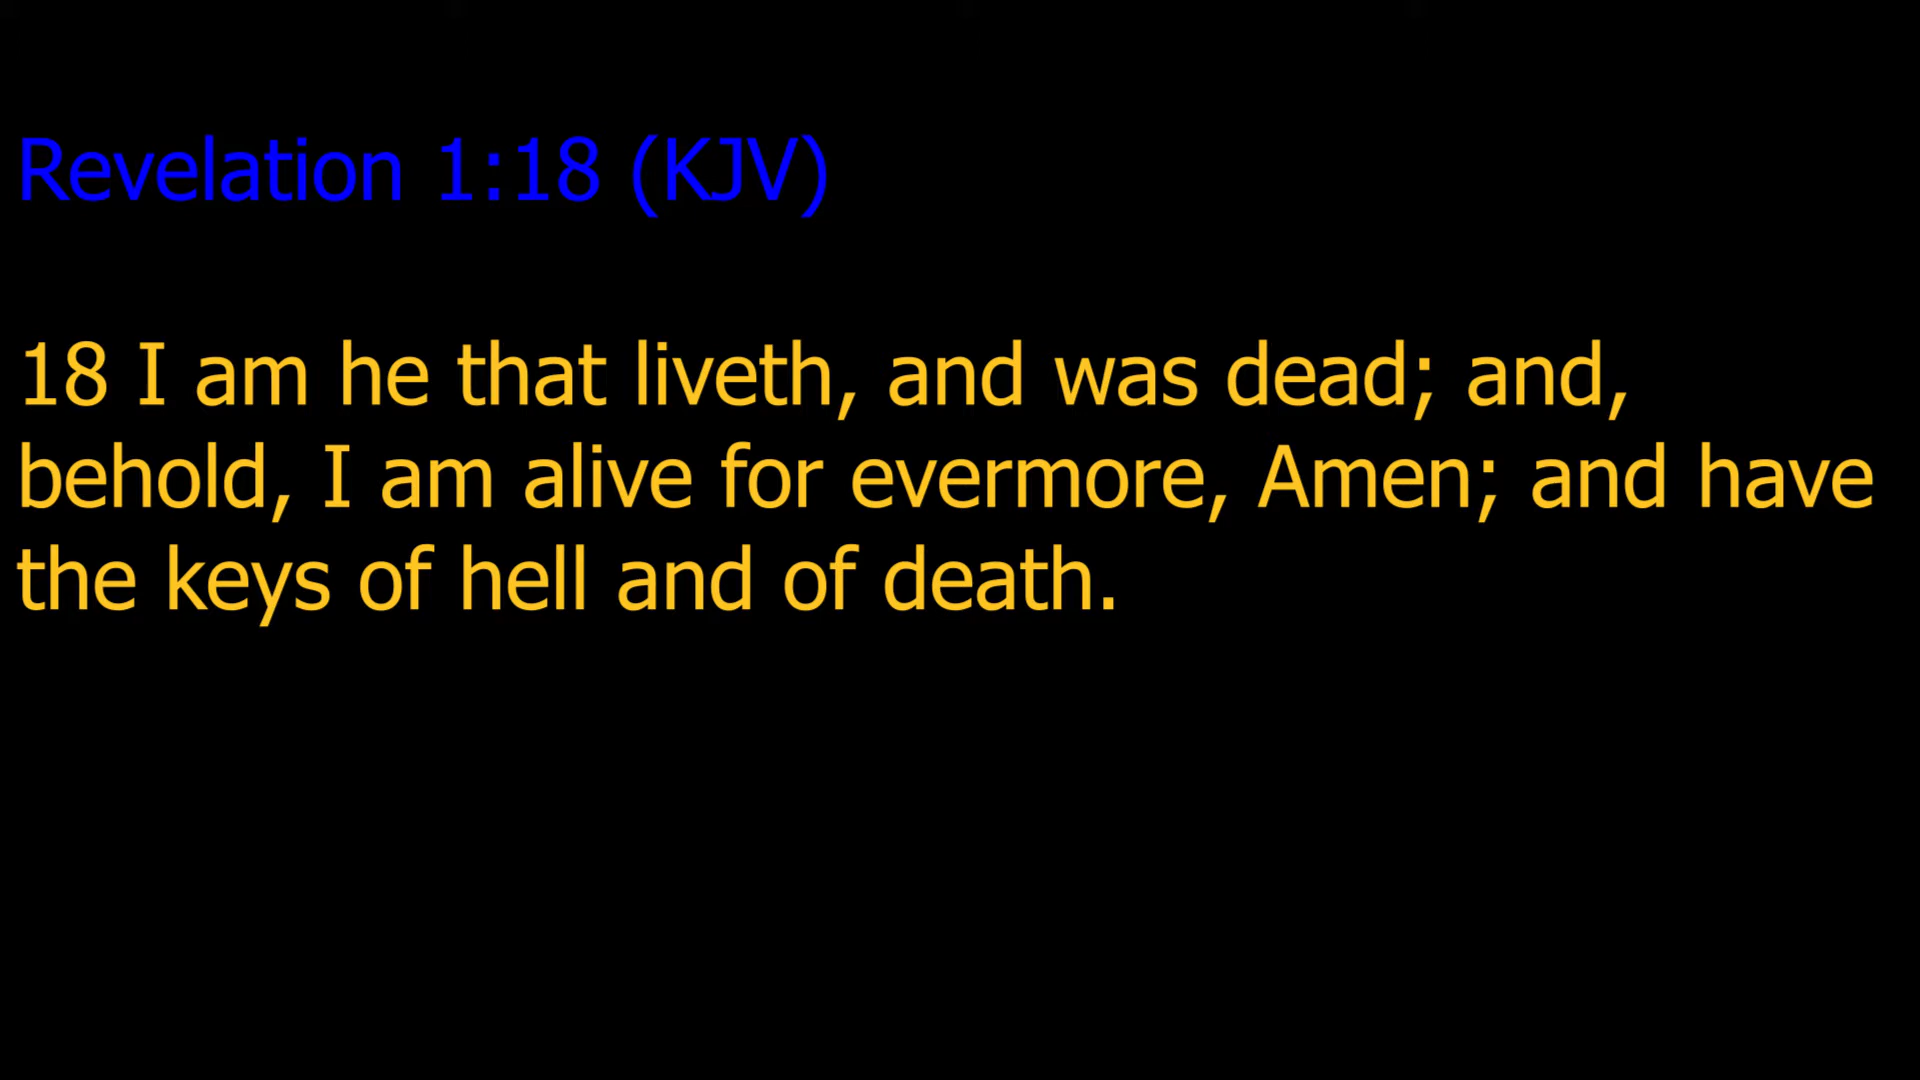 Revelation 1:18 (KJV)
18 I am he that liveth, and was dead; and,
behold, I am alive for evermore, Amen; and have
the keys of hell and of death.